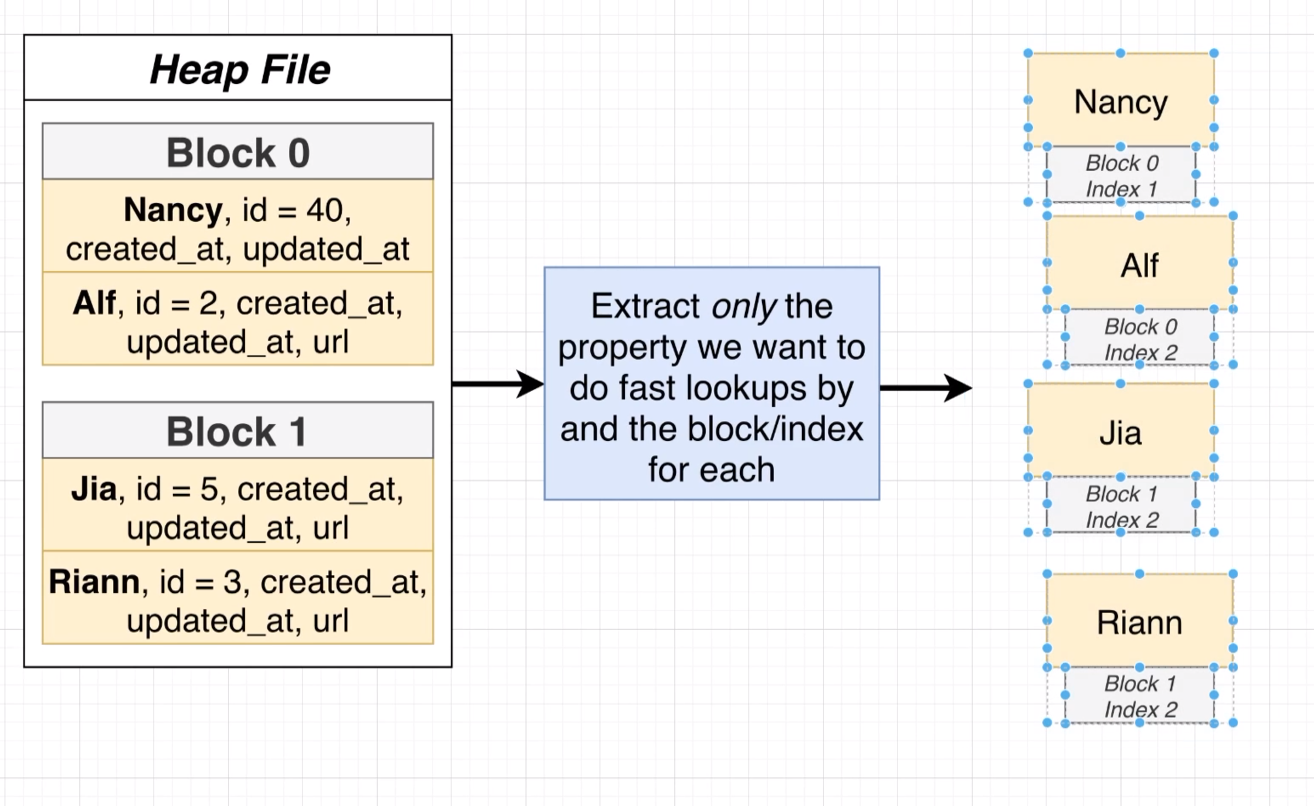 Heap File
Block 0
Nancy, id = 40,
created_at, updated_at
Alf, id = 2, created_at,
updated_at, url
Block 1
Jia, id = 5, created_at,
updated_at, url
Riann, id = 3, created_at,
updated_at, url
Extract only the
property we want to
do fast lookups by
and the block/index
for each
Nancy
Block 0
Index 1
Alf
Block 0
Index 2
Jia
Block 1
Index 2
Riann
Block 1
Index 2